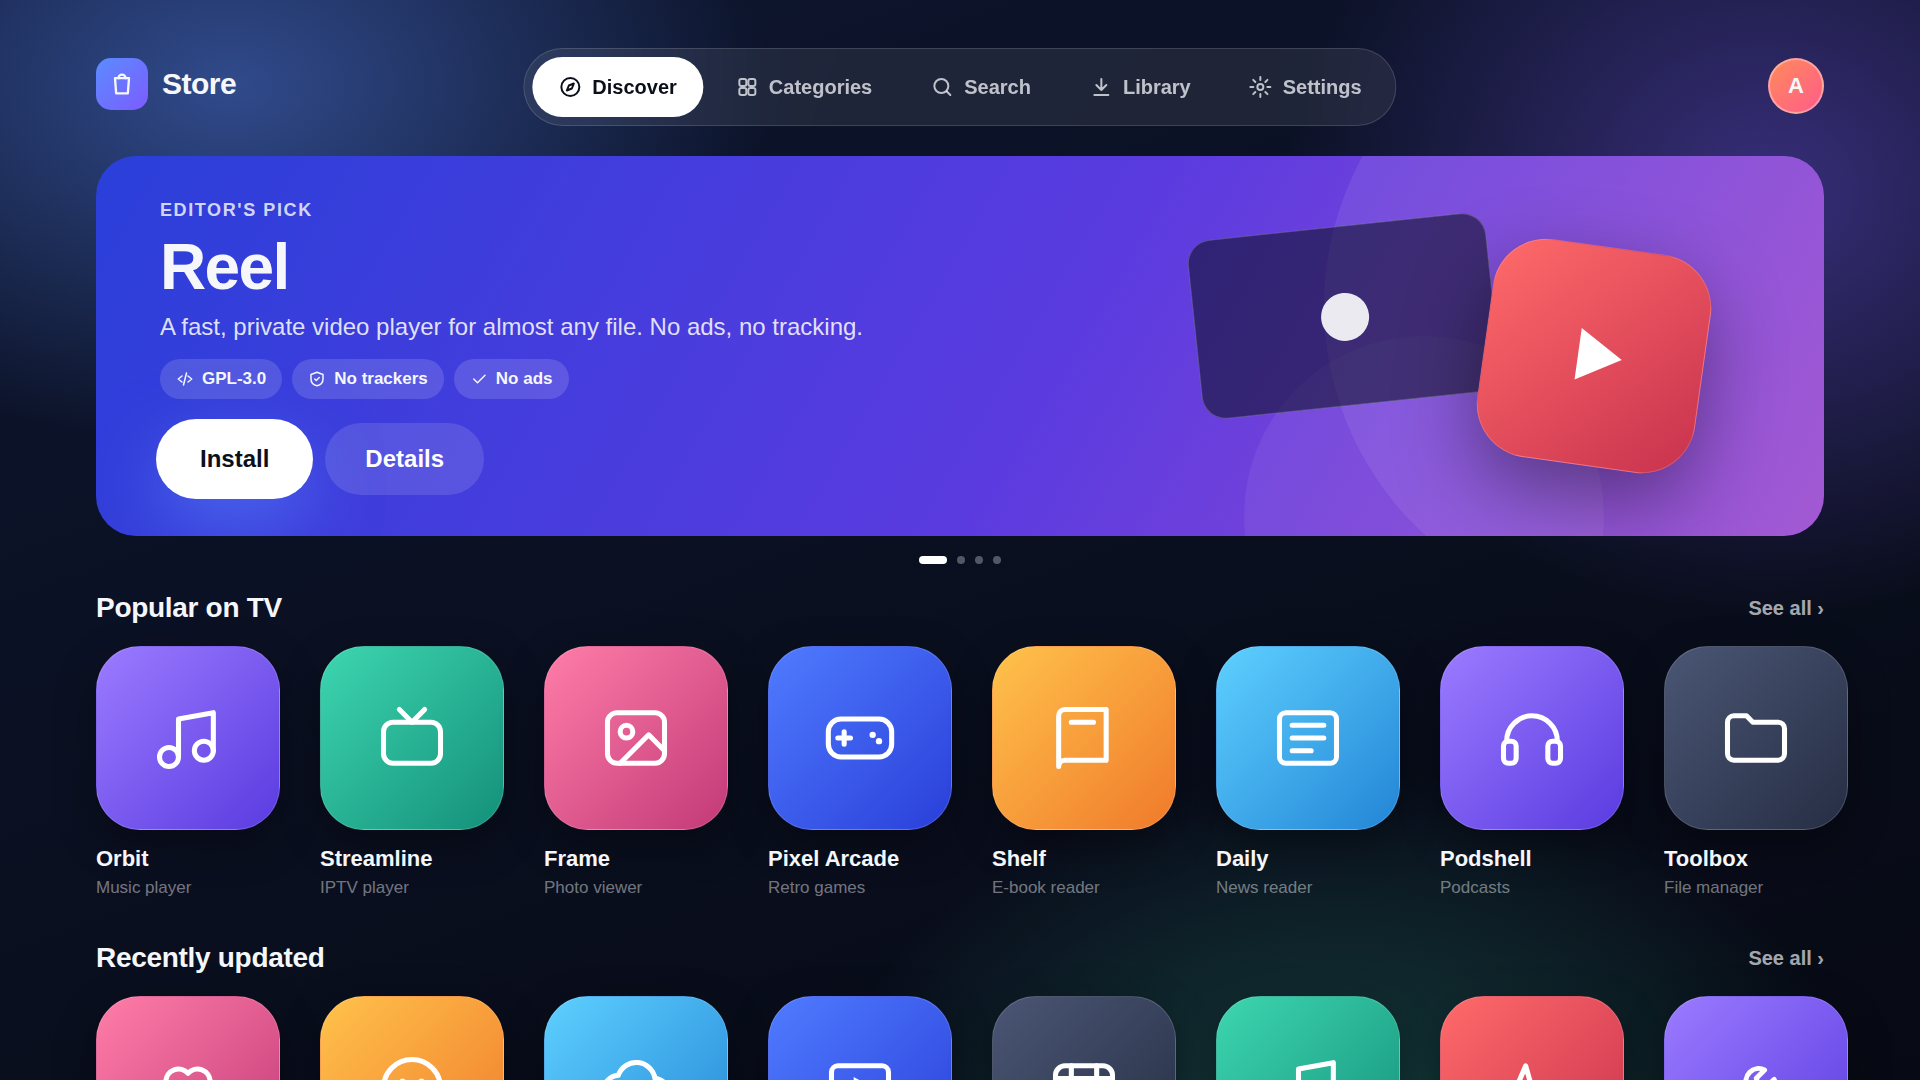 Store
Discover
Categories
Search
Library
Settings
A
EDITOR'S PICK
Reel
A fast, private video player for almost any file. No ads, no tracking.
GPL-3.0
No trackers
No ads
Install
Details
Popular on TV
See all ›
Orbit
Streamline
Frame
Pixel Arcade
Shelf
Daily
Podshell
Toolbox
Music player
IPTV player
Photo viewer
Retro games
E-book reader
News reader
Podcasts
File manager
Recently updated
See all ›